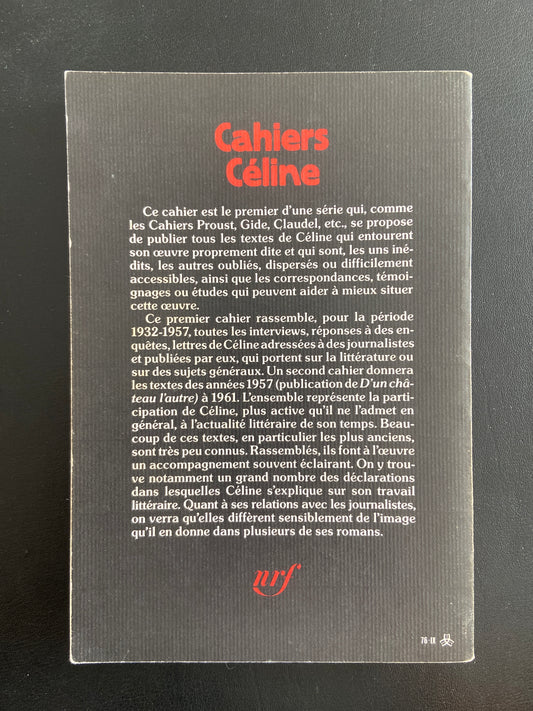 Cahiers
Céline
Ce cahier est le premier d'une série qui, comme
les Cahiers Proust, Gide, Claudel, etc., se propose
de publier tous les textes de Céline qui entourent
son œuvre proprement dite et qui sont, les uns iné-
dits, les autres oubliés, dispersés ou difficilement
accessibles, ainsi que les correspondances, témoi-
gnages ou études qui peuvent aider à mieux situer
cette œuvre.
Ce premier cahier rassemble, pour la période
1932-1957, toutes les interviews, réponses à des en-
quêtes, lettres de Céline adressées à des journalistes
et publiées par eux, qui portent sur la littérature ou
sur des sujets généraux. Un second cahier donnera
les textes des années 1957 (publication de D'un châ-
teau l'autre) à 1961. L'ensemble représente la parti-
cipation de Céline, plus active qu'il ne l'admet en
général, à l'actualité littéraire de son temps. Beau-
coup de ces textes, en particulier les plus anciens,
sont très peu connus. Rassemblés, ils font à l'œuvre
un accompagnement souvent éclairant. On y trou-
ve notamment un grand nombre des déclarations
dans lesquelles Céline s'explique sur son travail
littéraire. Quant à ses relations avec les journalistes,
on verra qu'elles diffèrent sensiblement de l'image
qu'il en donne dans plusieurs de ses romans.
nrf
76-IX